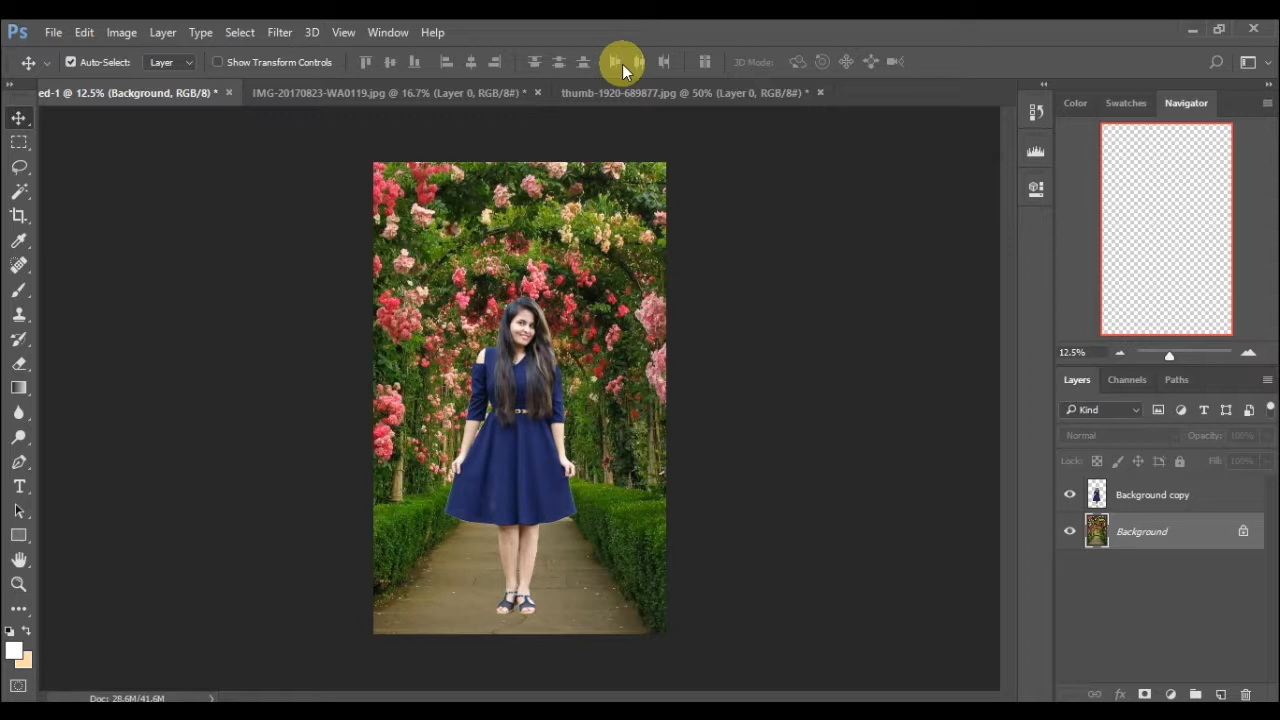 Ps File Edit Image Layer Type Select Filter 3D View Window Help
Auto-Select: Layer Show Transform Controls 3D Mode:
ed-1 @ 12.5% (Background, RGB/8) * × IMG-20170823-WA0119.jpg @ 16.7% (Layer 0, RGB/8#) * × thumb-1920-689877.jpg @ 50% (Layer 0, RGB/8#) * ×
Color Swatches Navigator
12.5%
Layers Channels Paths
Kind
Normal Opacity: 100%
Lock: Fill: 100%
Background copy
Background
Doc: 28.6M/41.6M